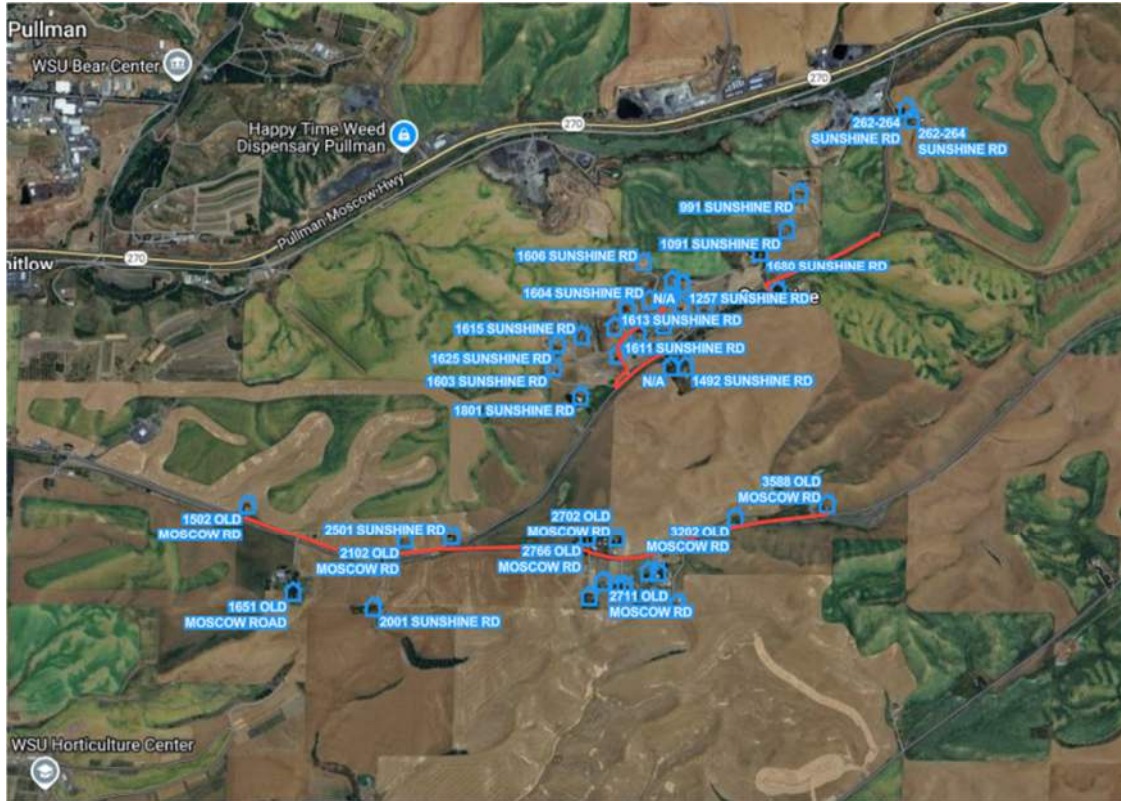 Pullman
WSU Bear Center
270
Happy Time Weed
Dispensary Pullman
270
Pullman Moscow Hwy
270
262-264
SUNSHINE RD
262-264
SUNSHINE RD
991 SUNSHINE RD
1091 SUNSHINE RD
1606 SUNSHINE RD
1680 SUNSHINE RD
1604 SUNSHINE RD
N/A
1257 SUNSHINE RD
1615 SUNSHINE RD
1613 SUNSHINE RD
1625 SUNSHINE RD
1611 SUNSHINE RD
1603 SUNSHINE RD
N/A
1492 SUNSHINE RD
1801 SUNSHINE RD
3588 OLD
MOSCOW RD
1502 OLD
MOSCOW RD
2501 SUNSHINE RD
2702 OLD
MOSCOW RD
3202 OLD
MOSCOW RD
2102 OLD
MOSCOW RD
2766 OLD
MOSCOW RD
1651 OLD
MOSCOW ROAD
2711 OLD
MOSCOW RD
2001 SUNSHINE RD
WSU Horticulture Center